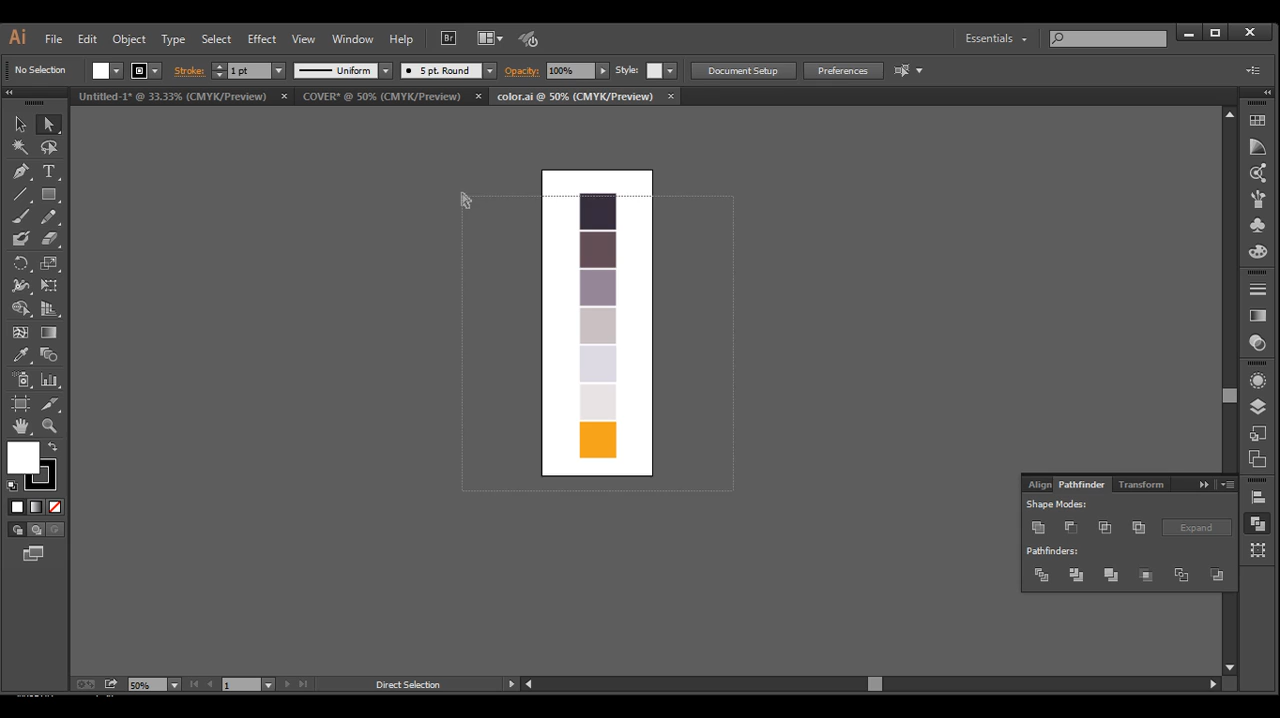 Ai File Edit Object Type Select Effect View Window Help Br Essentials
No Selection Stroke: 1 pt Uniform 5 pt. Round Opacity: 100% Style: Document Setup Preferences
Untitled-1* @ 33.33% (CMYK/Preview) COVER* @ 50% (CMYK/Preview) color.ai @ 50% (CMYK/Preview)
Align Pathfinder Transform
Shape Modes:
Expand
Pathfinders:
50% 1 Direct Selection